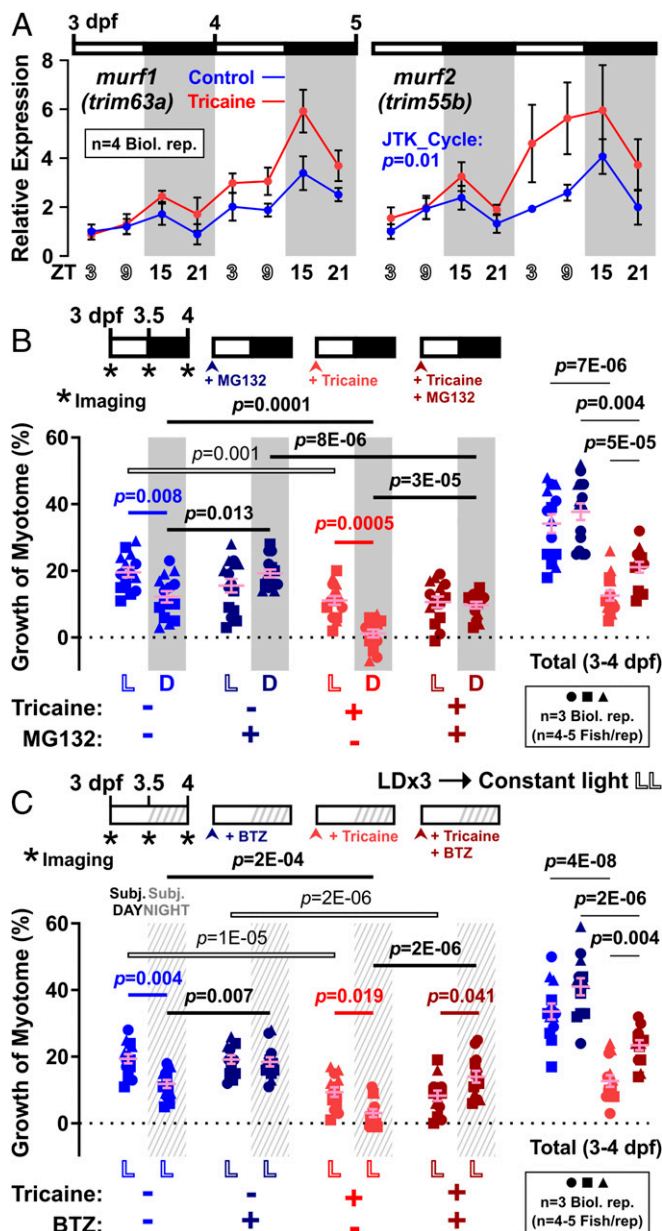 A
3 dpf 4 5
murf1
(trim63a)
Control
Tricaine
n=4 Biol. rep.
murf2
(trim55b)
JTK_Cycle:
p=0.01
Relative Expression
8
6
4
2
0
ZT 3 9 15 21 3 9 15 21 3 9 15 21 3 9 15 21
B
3 dpf 3.5 4
* * *
* Imaging
+ MG132
+ Tricaine
+ Tricaine
+ MG132
p=7E-06
p=0.0001
p=0.004
p=8E-06
p=5E-05
p=0.001
p=3E-05
p=0.008
p=0.013
p=0.0005
Growth of Myotome (%)
60
40
20
0
L D L D L D L D
Total (3-4 dpf)
Tricaine: - - + +
MG132: - + - +
n=3 Biol. rep.
(n=4-5 Fish/rep)
LDx3 → Constant light LL
C
3 dpf 3.5 4
* * *
* Imaging
+ BTZ
+ Tricaine
+ Tricaine
+ BTZ
p=4E-08
p=2E-04
p=2E-06
Subj. Subj.
DAY NIGHT
p=2E-06
p=0.004
p=1E-05
p=2E-06
p=0.004
p=0.007
p=0.019
p=0.041
Growth of Myotome (%)
60
40
20
0
L L L L L L L L
Total (3-4 dpf)
Tricaine: - - + +
BTZ: - + - +
n=3 Biol. rep.
(n=4-5 Fish/rep)